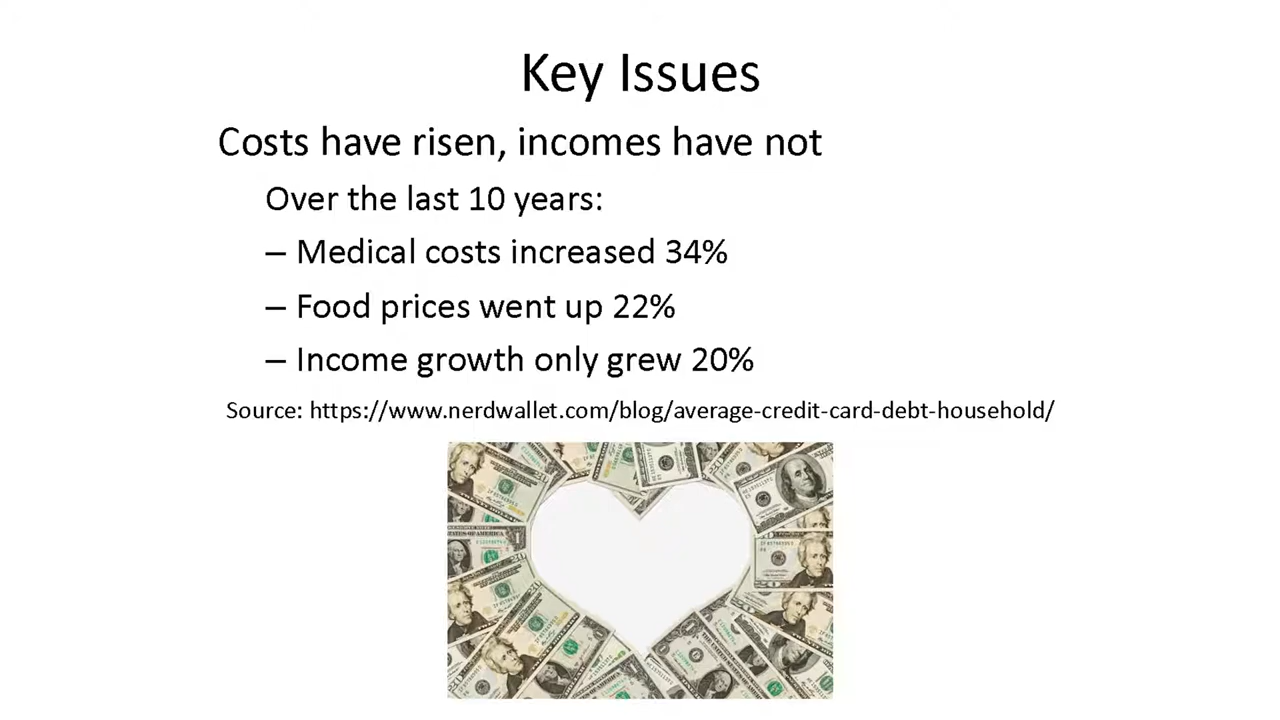 Key Issues
Costs have risen, incomes have not
Over the last 10 years:
– Medical costs increased 34%
– Food prices went up 22%
– Income growth only grew 20%
Source: https://www.nerdwallet.com/blog/average-credit-card-debt-household/